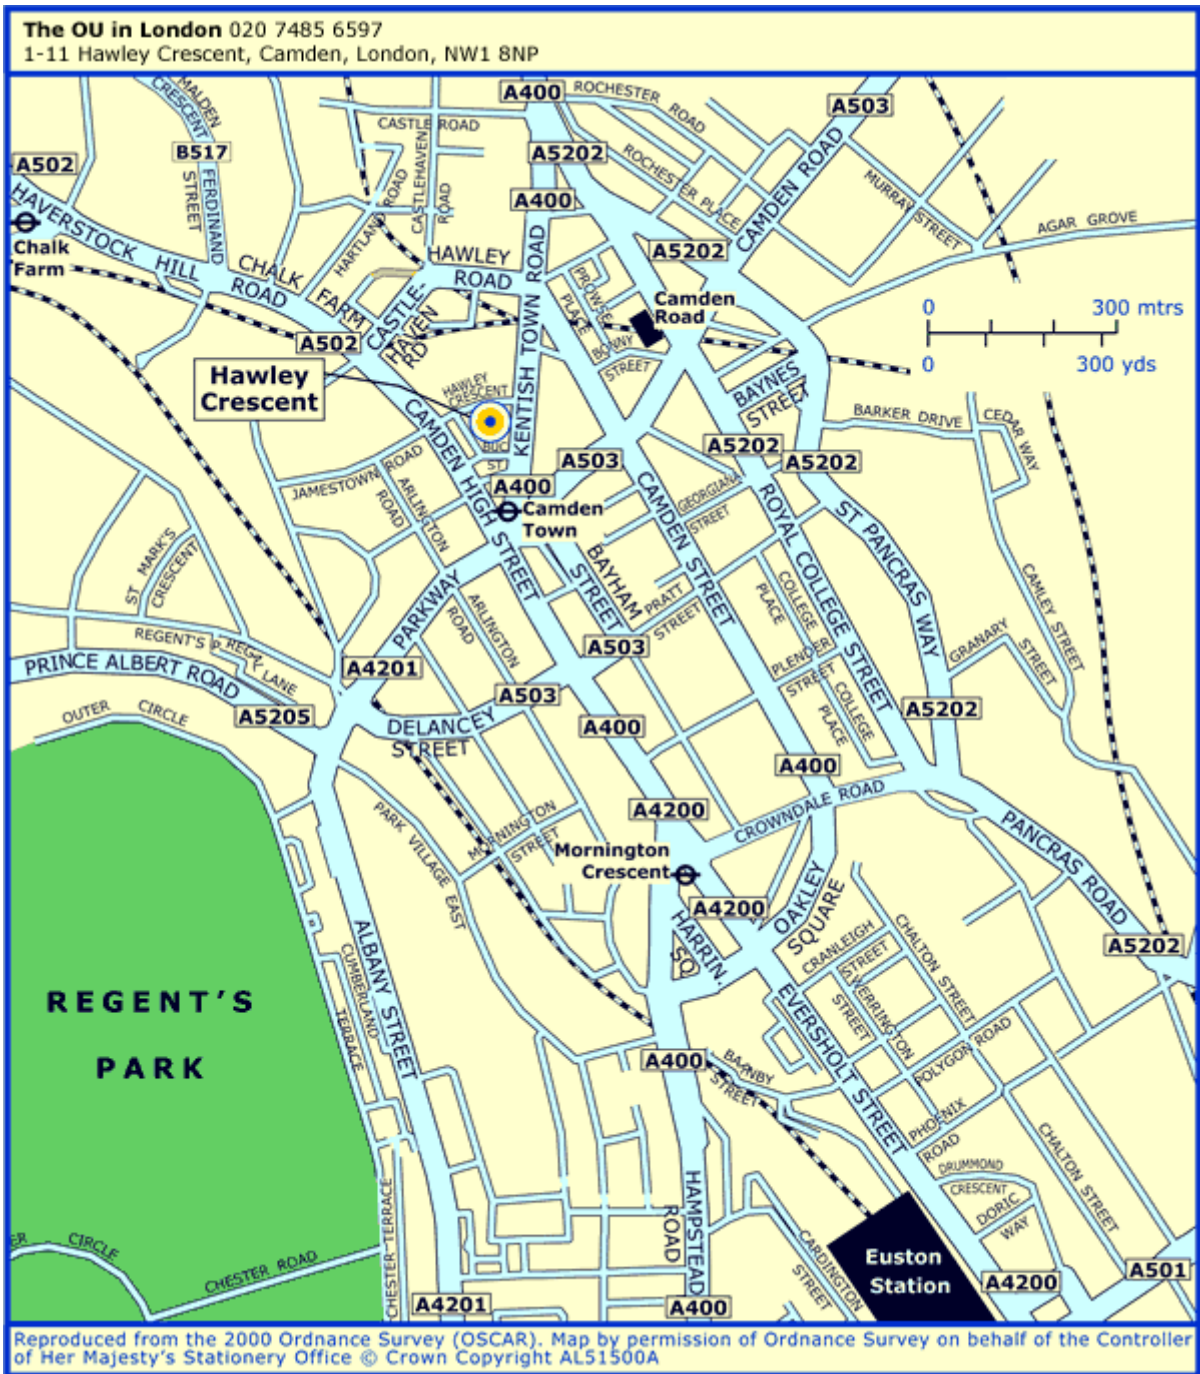 The OU in London 020 7485 6597
1-11 Hawley Crescent, Camden, London, NW1 8NP
A400
ROCHESTER
ROAD
A503
MALDEN
CRESCENT
CASTLE ROAD
B517
A5202
A502
ROCHESTER PLACE
CAMDEN ROAD
FERDINAND
STREET
CASTLEHAVEN
ROAD
HARTLAND ROAD
A400
MURRAY STREET
AGAR GROVE
HAVERSTOCK
HILL
Chalk
Farm
HAWLEY
ROAD
A5202
CHALK
FARM
ROAD
CASTLE-
HAVEN
RD
PROWSE
PLACE
Camden
Road
0
300 mtrs
0
300 yds
A502
BONNY
STREET
KENTISH TOWN ROAD
Hawley
Crescent
HAWLEY
CRESCENT
BAYNES
STREET
BARKER DRIVE
CEDAR WAY
CAMDEN HIGH STREET
BUC
ST
A503
A5202
A5202
JAMESTOWN ROAD
ARLINGTON
ROAD
A400
Camden
Town
CAMDEN STREET
GEORGIANA
STREET
ROYAL COLLEGE STREET
ST PANCRAS WAY
ST MARK'S
CRESCENT
BAYHAM
STREET
PRATT
STREET
COLLEGE
PLACE
CAMLEY STREET
PARKWAY
ARLINGTON
ROAD
REGENT'S
LANE
A503
GRANARY
STREET
PLENDER
STREET
PRINCE ALBERT ROAD
A4201
A503
COLLEGE
PLACE
A5202
A5205
OUTER
CIRCLE
DELANCEY
STREET
A400
A400
A4200
CROWNDALE ROAD
PANCRAS ROAD
PARK VILLAGE EAST
MORNINGTON
STREET
Mornington
Crescent
A4200
OAKLEY
SQUARE
HARRIN.
SQ
CRANLEIGH
STREET
CHALTON STREET
A5202
ALBANY STREET
CUMBERLAND
TERRACE
REGENT'S
PARK
EVERSHOLT STREET
WERRINGTON
STREET
POLYGON ROAD
A400
BARNBY
STREET
PHOENIX
ROAD
CHALTON STREET
DRUMMOND
CRESCENT
DORIC
WAY
HAMPSTEAD
ROAD
CHESTER TERRACE
CIRCLE
CHESTER ROAD
CARDINGTON
STREET
Euston
Station
A4200
A501
A4201
A400
Reproduced from the 2000 Ordnance Survey (OSCAR). Map by permission of Ordnance Survey on behalf of the Controller
of Her Majesty's Stationery Office © Crown Copyright AL51500A